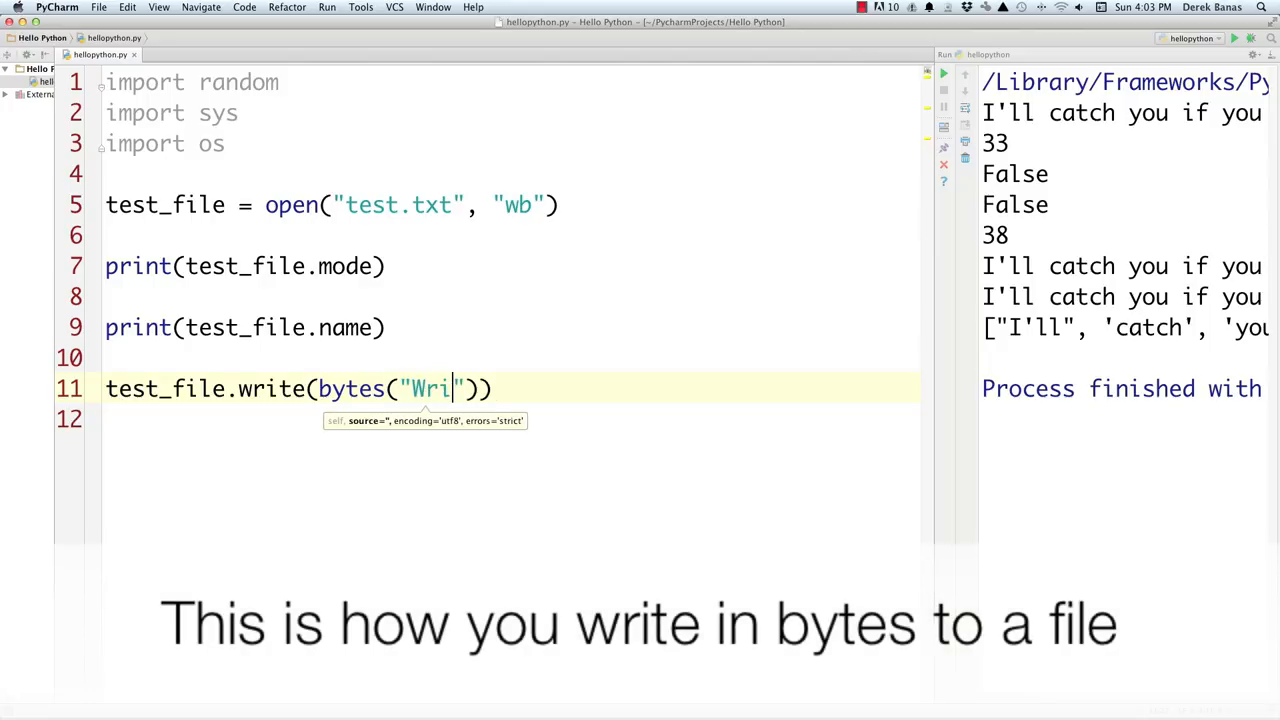 PyCharm File Edit View Navigate Code Refactor Run Tools VCS Window Help 10 Sun 4:03 PM Derek Banas
hellopython.py - Hello Python - [~/PycharmProjects/Hello Python]
Hello Python hellopython.py hellopython
hellopython.py
Run hellopython
Hello P
hell
Externa
1 import random
2 import sys
3 import os
4
5 test_file = open("test.txt", "wb")
6
7 print(test_file.mode)
8
9 print(test_file.name)
10
11 test_file.write(bytes("Wri"))
12
self, source='', encoding='utf8', errors='strict'
/Library/Frameworks/Py
I'll catch you if you
33
False
False
38
I'll catch you if you
I'll catch you if you
["I'll", 'catch', 'you
Process finished with
This is how you write in bytes to a file